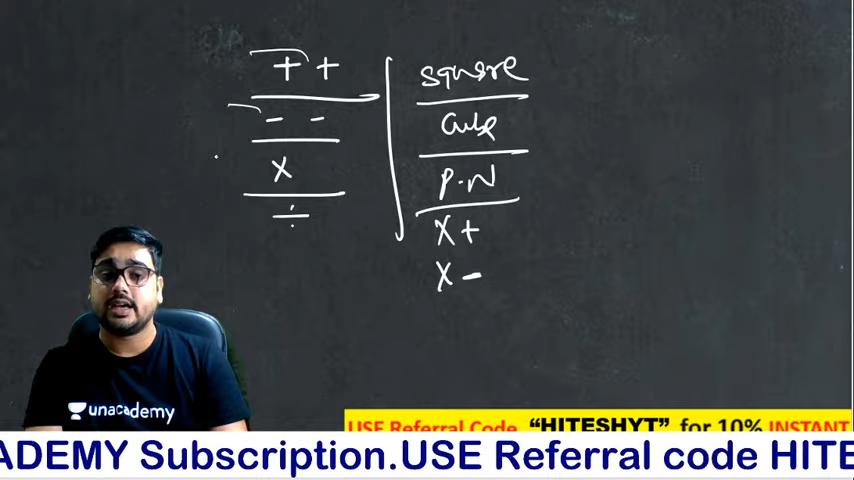 + +
- -
x
÷
square
Cube
P.N
X +
X -
unacademy
USE Referral Code "HITESHYT" for 10% INSTANT
ADEMY Subscription.USE Referral code HITE